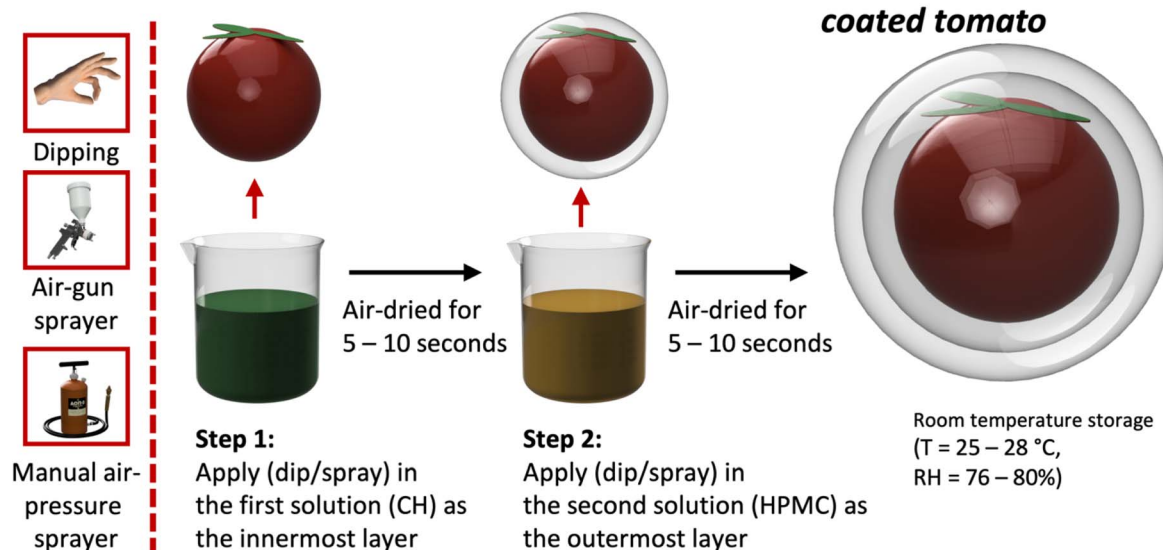 coated tomato
Dipping
Air-gun
sprayer
Manual air-
pressure
sprayer
Air-dried for
5 – 10 seconds
Air-dried for
5 – 10 seconds
Step 1:
Apply (dip/spray) in
the first solution (CH) as
the innermost layer
Step 2:
Apply (dip/spray) in
the second solution (HPMC) as
the outermost layer
Room temperature storage
(T = 25 – 28 °C,
RH = 76 – 80%)